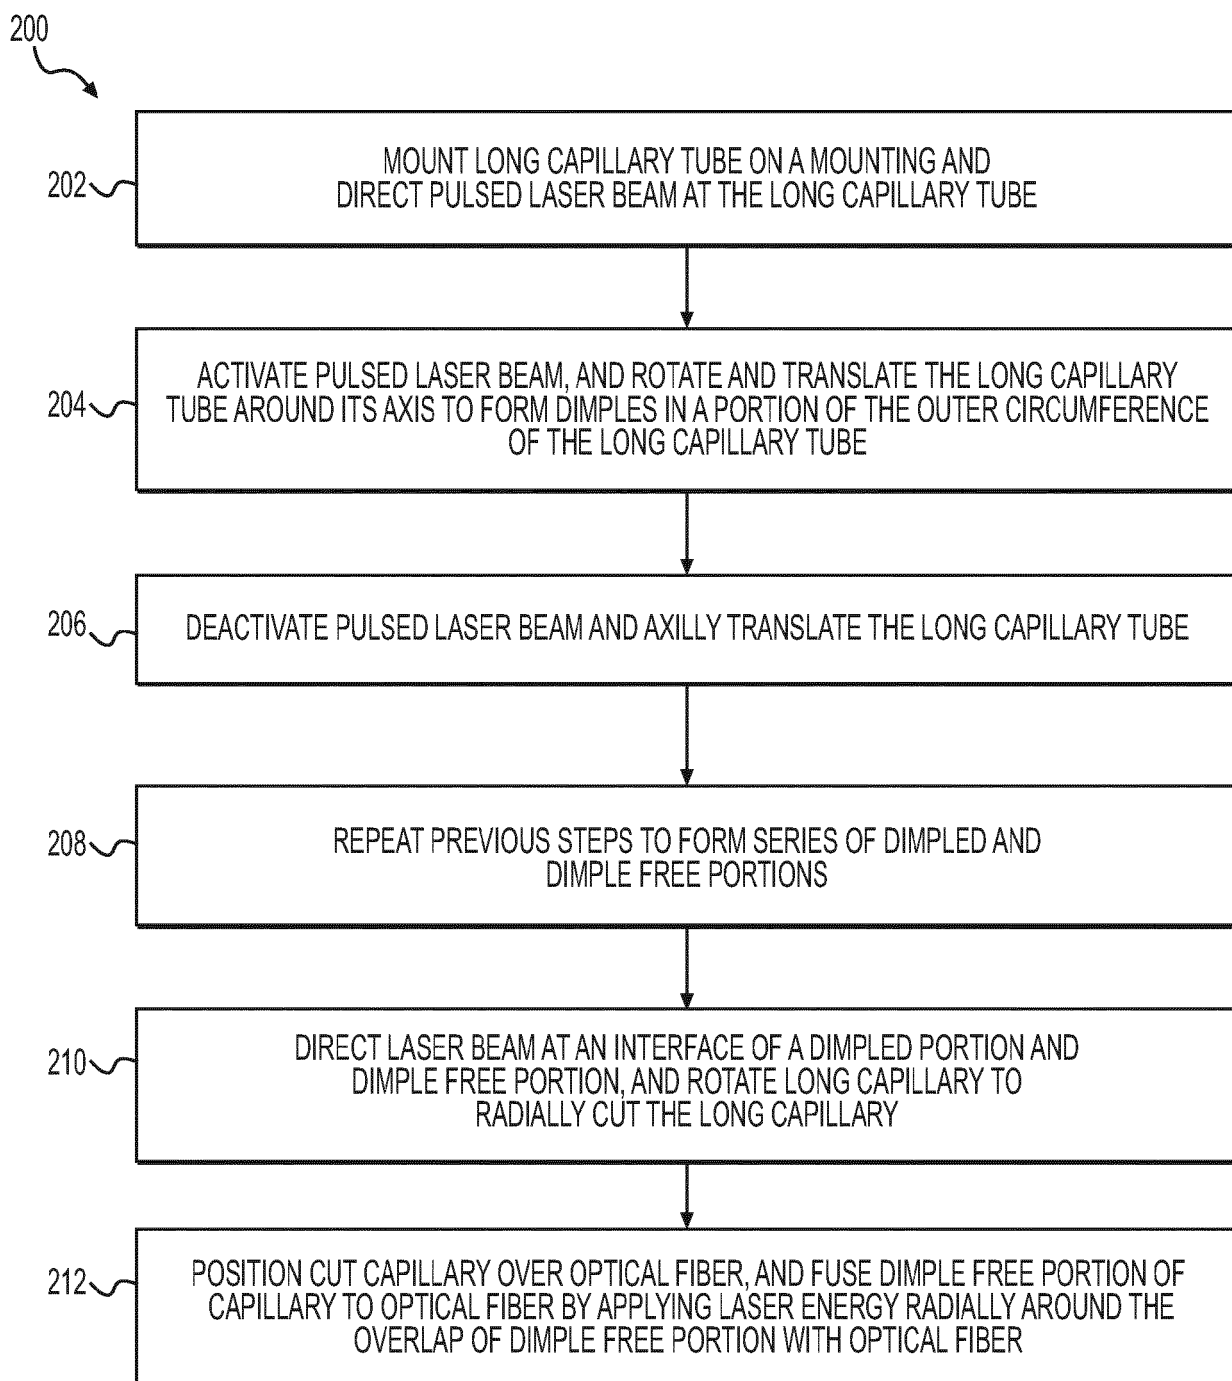 200
202
MOUNT LONG CAPILLARY TUBE ON A MOUNTING AND
DIRECT PULSED LASER BEAM AT THE LONG CAPILLARY TUBE
204
ACTIVATE PULSED LASER BEAM, AND ROTATE AND TRANSLATE THE LONG CAPILLARY
TUBE AROUND ITS AXIS TO FORM DIMPLES IN A PORTION OF THE OUTER CIRCUMFERENCE
OF THE LONG CAPILLARY TUBE
206
DEACTIVATE PULSED LASER BEAM AND AXILLY TRANSLATE THE LONG CAPILLARY TUBE
208
REPEAT PREVIOUS STEPS TO FORM SERIES OF DIMPLED AND
DIMPLE FREE PORTIONS
210
DIRECT LASER BEAM AT AN INTERFACE OF A DIMPLED PORTION AND
DIMPLE FREE PORTION, AND ROTATE LONG CAPILLARY TO
RADIALLY CUT THE LONG CAPILLARY
212
POSITION CUT CAPILLARY OVER OPTICAL FIBER, AND FUSE DIMPLE FREE PORTION OF
CAPILLARY TO OPTICAL FIBER BY APPLYING LASER ENERGY RADIALLY AROUND THE
OVERLAP OF DIMPLE FREE PORTION WITH OPTICAL FIBER